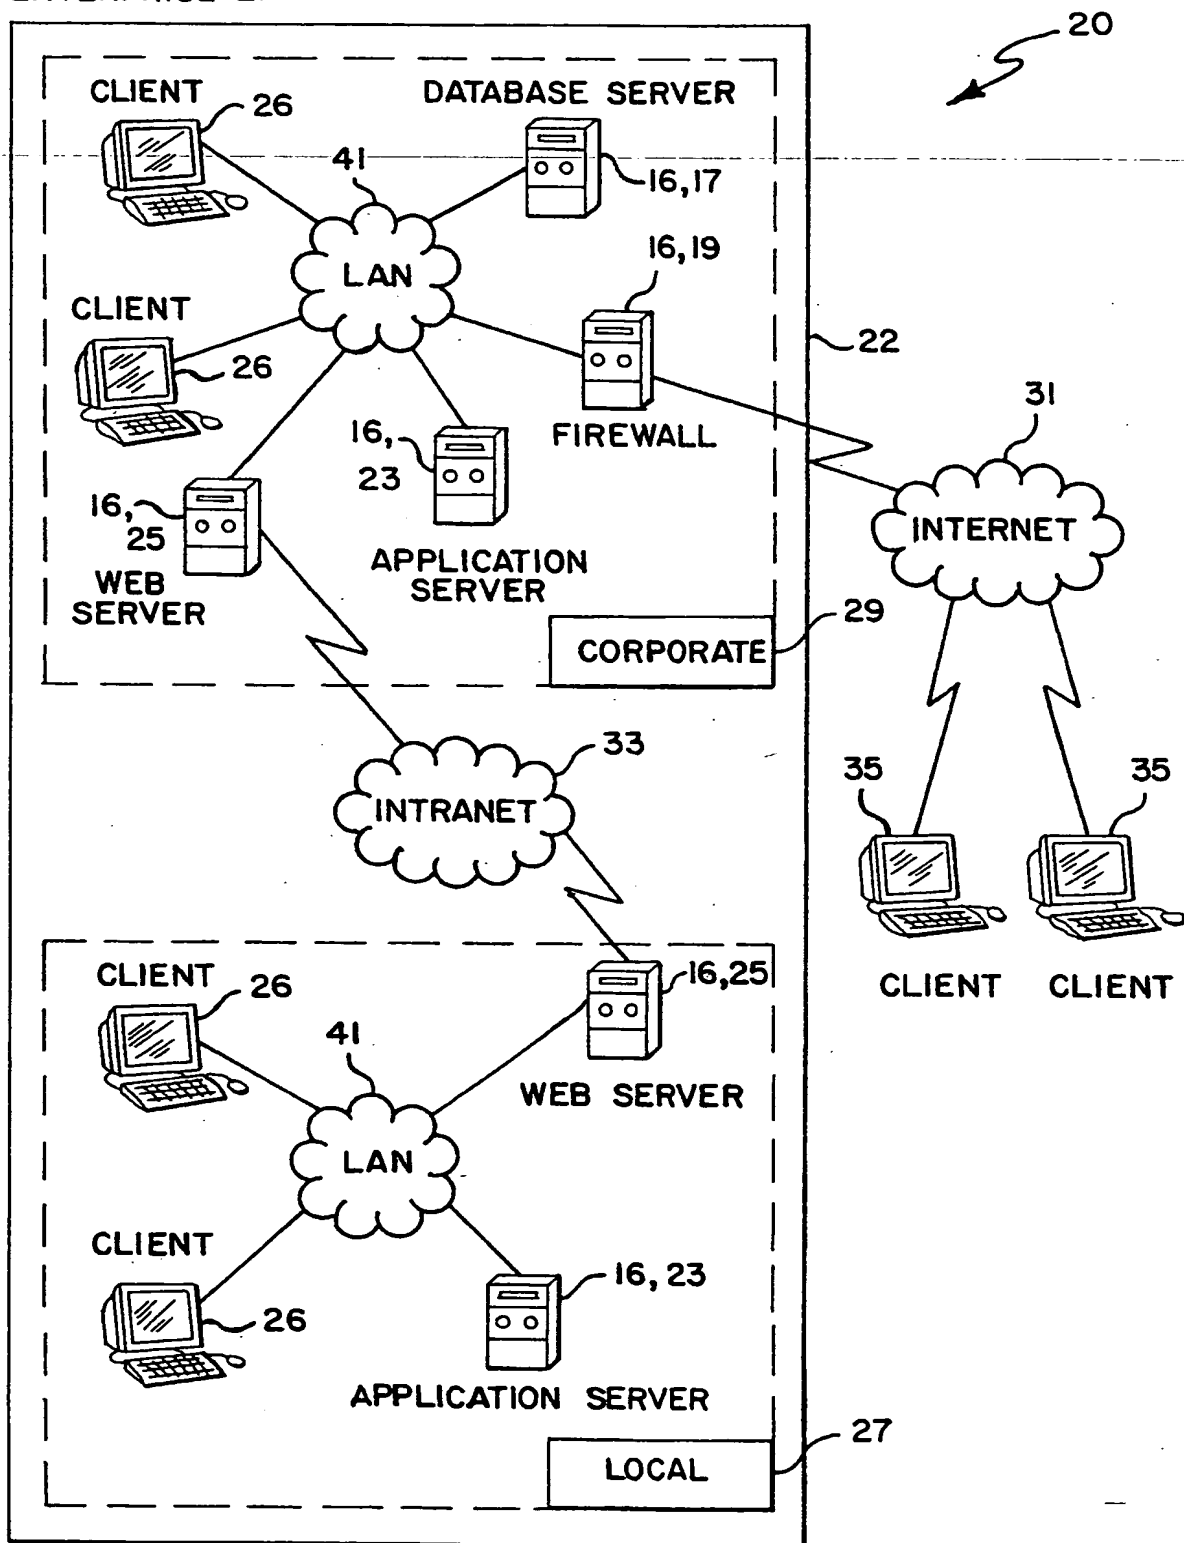 20
CLIENT
26
DATABASE SERVER
16,17
41
LAN
16,19
CLIENT
26
22
FIREWALL
31
INTERNET
16,
23
16,
25
APPLICATION
SERVER
WEB
SERVER
CORPORATE
29
33
INTRANET
35
35
CLIENT
CLIENT
CLIENT
26
16,25
41
WEB SERVER
LAN
CLIENT
26
16,23
APPLICATION SERVER
27
LOCAL